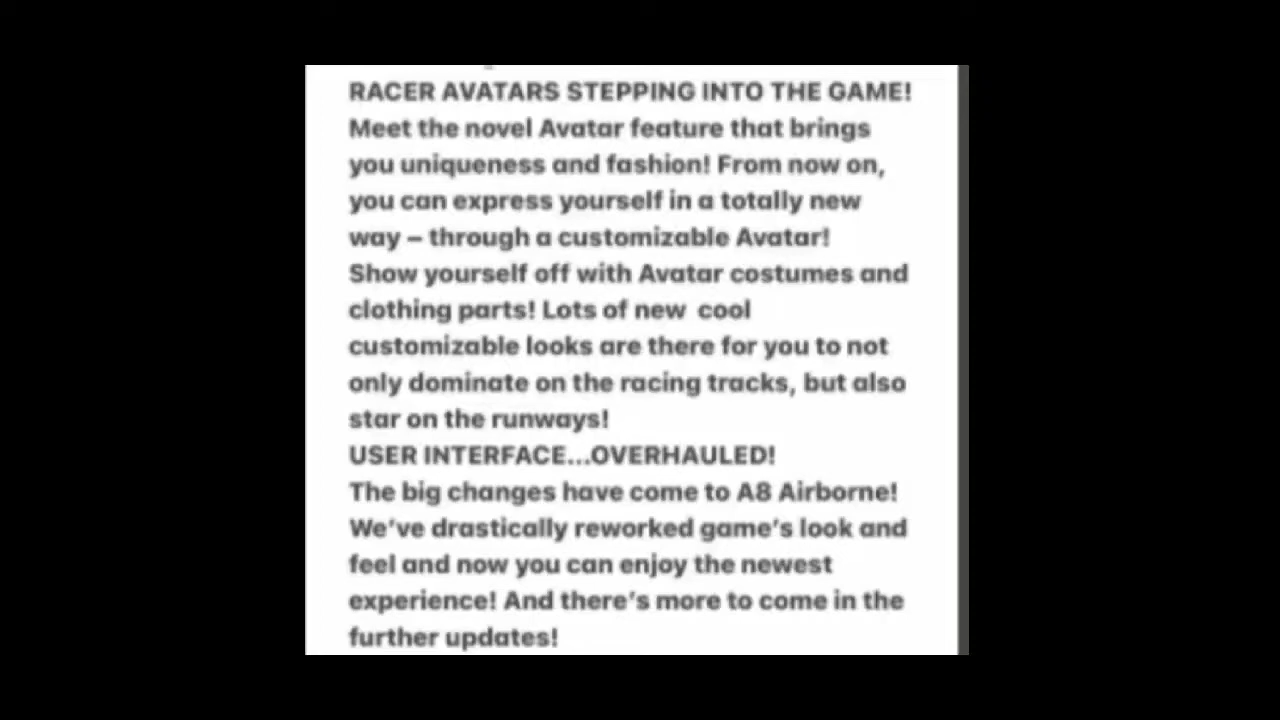 RACER AVATARS STEPPING INTO THE GAME!
Meet the novel Avatar feature that brings
you uniqueness and fashion! From now on,
you can express yourself in a totally new
way – through a customizable Avatar!
Show yourself off with Avatar costumes and
clothing parts! Lots of new  cool
customizable looks are there for you to not
only dominate on the racing tracks, but also
star on the runways!
USER INTERFACE...OVERHAULED!
The big changes have come to A8 Airborne!
We’ve drastically reworked game’s look and
feel and now you can enjoy the newest
experience! And there’s more to come in the
further updates!